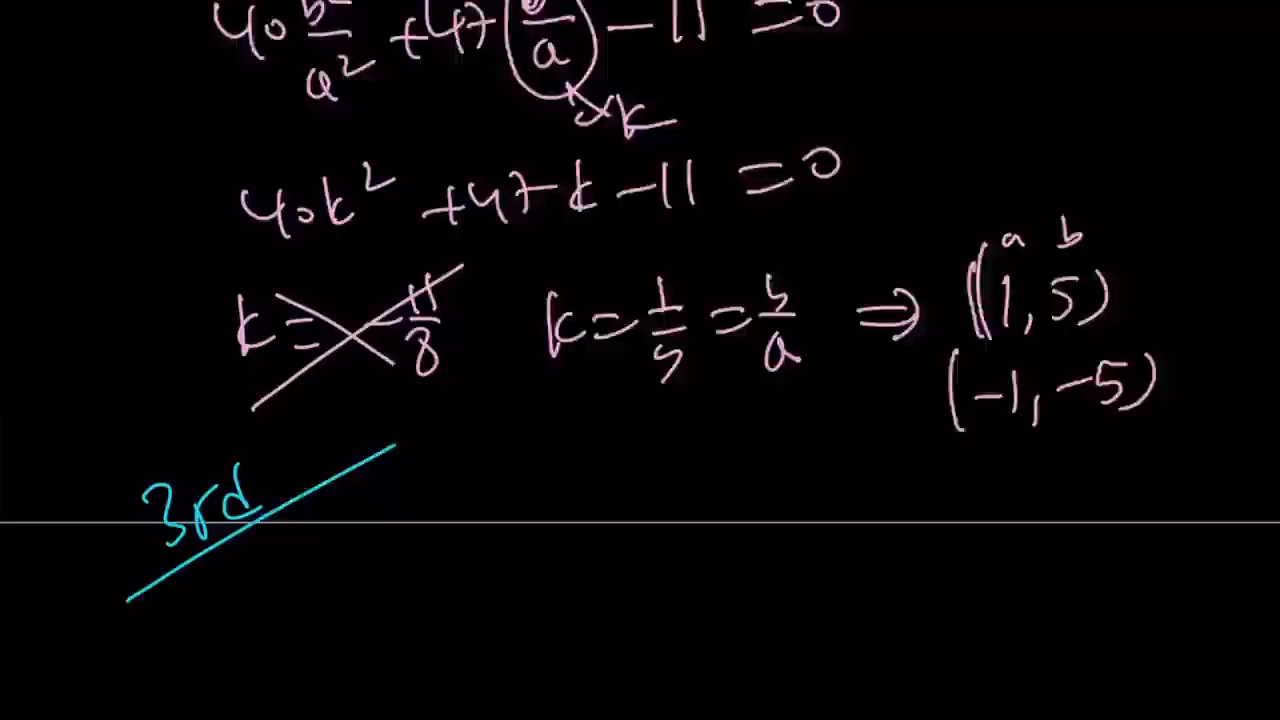 40 b²/a² + 47 (b/a) - 11 = 0
k
40k² + 47k - 11 = 0
a b
k = -11/8 k = 1/5 = b/a ⇒ (1, 5)
(-1, -5)
3rd